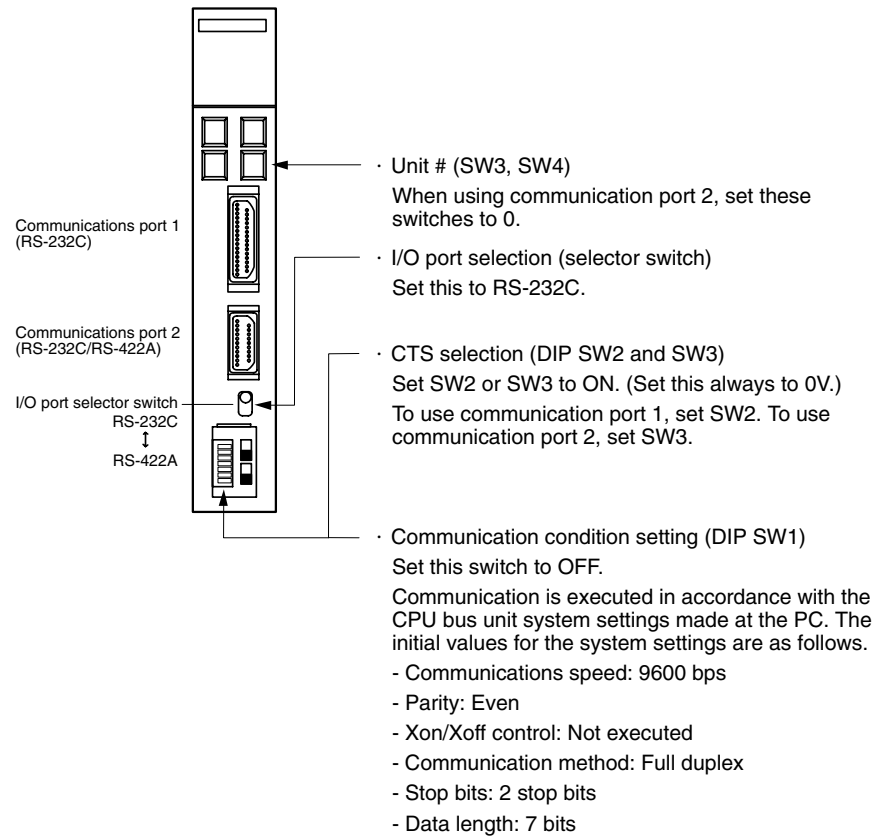 Communications port 1
(RS-232C)
Communications port 2
(RS-232C/RS-422A)
I/O port selector switch
RS-232C
↕
RS-422A
· Unit # (SW3, SW4)
When using communication port 2, set these
switches to 0.
· I/O port selection (selector switch)
Set this to RS-232C.
· CTS selection (DIP SW2 and SW3)
Set SW2 or SW3 to ON. (Set this always to 0V.)
To use communication port 1, set SW2. To use
communication port 2, set SW3.
· Communication condition setting (DIP SW1)
Set this switch to OFF.
Communication is executed in accordance with the
CPU bus unit system settings made at the PC. The
initial values for the system settings are as follows.
- Communications speed: 9600 bps
- Parity: Even
- Xon/Xoff control: Not executed
- Communication method: Full duplex
- Stop bits: 2 stop bits
- Data length: 7 bits